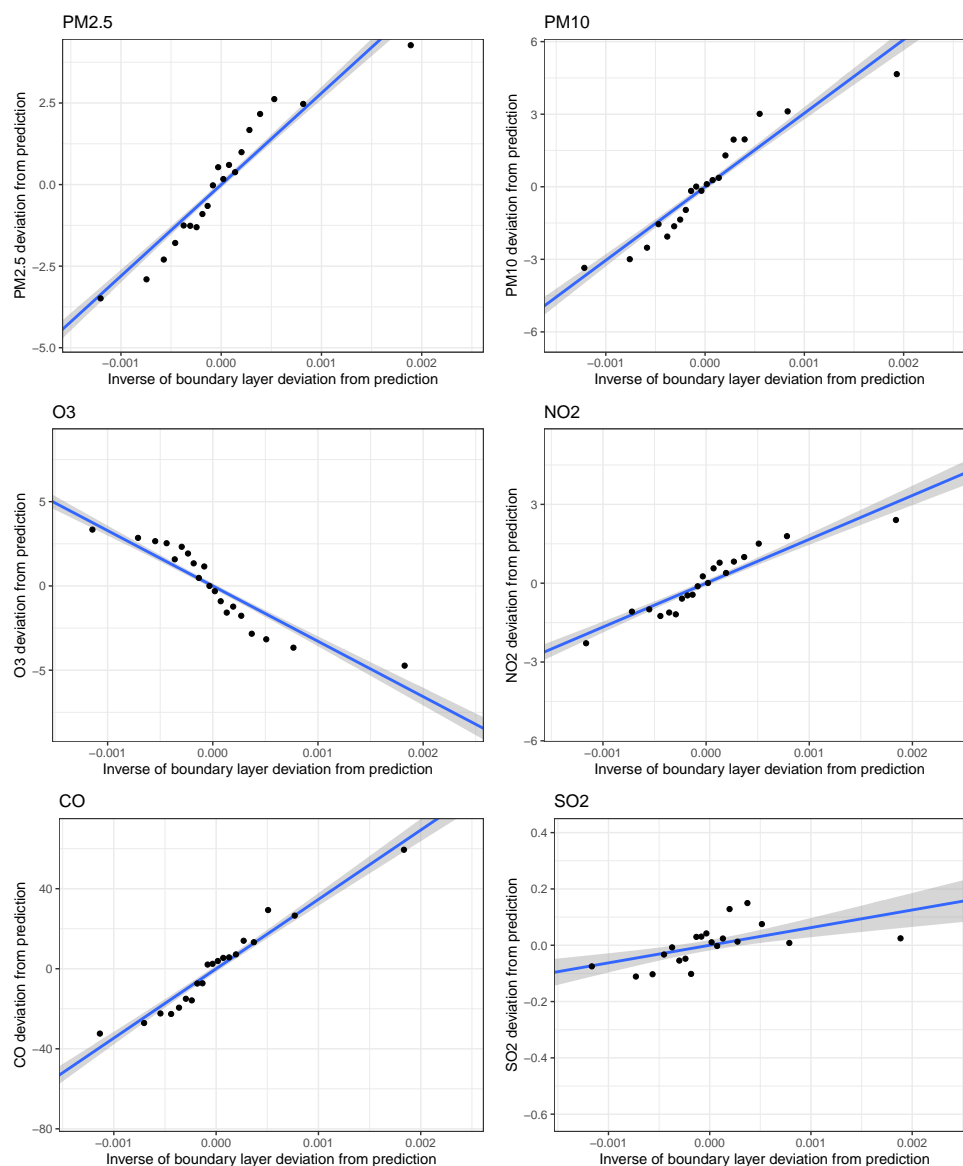 PM2.5
PM2.5 deviation from prediction
2.5
0.0
−2.5
−5.0
−0.001 0.000 0.001 0.002
Inverse of boundary layer deviation from prediction
PM10
PM10 deviation from prediction
6
3
0
−3
−6
−0.001 0.000 0.001 0.002
Inverse of boundary layer deviation from prediction
O3
O3 deviation from prediction
5
0
−5
−0.001 0.000 0.001 0.002
Inverse of boundary layer deviation from prediction
NO2
NO2 deviation from prediction
3
0
−3
−6
−0.001 0.000 0.001 0.002
Inverse of boundary layer deviation from prediction
CO
CO deviation from prediction
40
0
−40
−80
−0.001 0.000 0.001 0.002
Inverse of boundary layer deviation from prediction
SO2
SO2 deviation from prediction
0.4
0.2
0.0
−0.2
−0.4
−0.6
−0.001 0.000 0.001 0.002
Inverse of boundary layer deviation from prediction